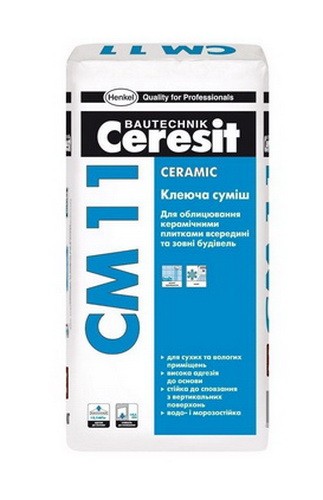 Henkel
Quality for Professionals
BAUTECHNIK
Ceresit
CM 11
CERAMIC
Клеюча суміш
Для облицювання
керамічними
плитками всередині
та зовні будівель
• для сухих та вологих
приміщень
• висока адгезія
до основи
• стійка до сповзання
з вертикальних
поверхонь
• водо- і морозостійка